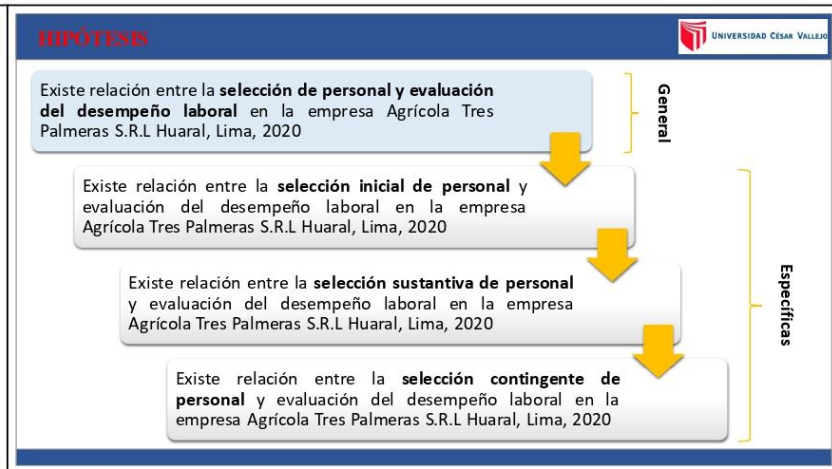 HIPÓTESIS
UNIVERSIDAD CÉSAR VALLEJO
Existe relación entre la selección de personal y evaluación
del desempeño laboral en la empresa Agrícola Tres
Palmeras S.R.L Huaral, Lima, 2020
General
Existe relación entre la selección inicial de personal y
evaluación del desempeño laboral en la empresa
Agrícola Tres Palmeras S.R.L Huaral, Lima, 2020
Existe relación entre la selección sustantiva de personal
y evaluación del desempeño laboral en la empresa
Agrícola Tres Palmeras S.R.L Huaral, Lima, 2020
Específicas
Existe relación entre la selección contingente de
personal y evaluación del desempeño laboral en la
empresa Agrícola Tres Palmeras S.R.L Huaral, Lima, 2020